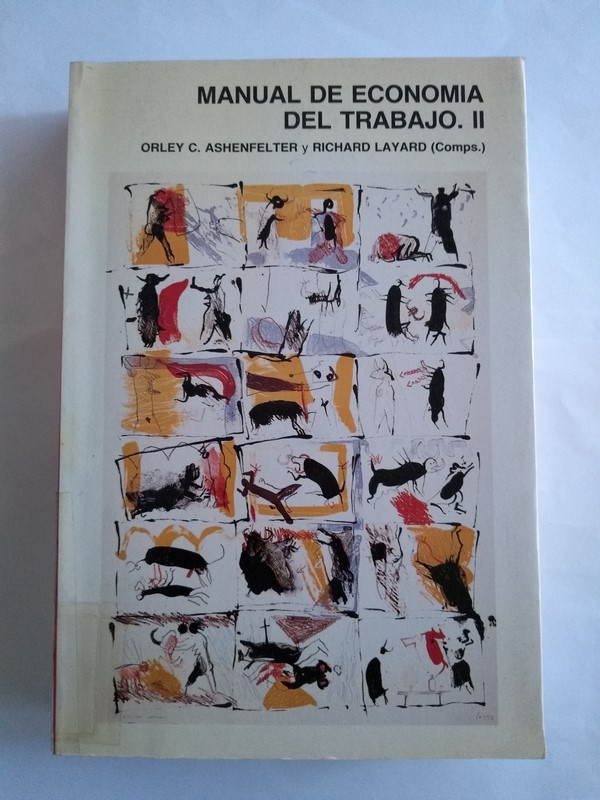 MANUAL DE ECONOMIA
DEL TRABAJO. II
ORLEY C. ASHENFELTER y RICHARD LAYARD (Comps.)